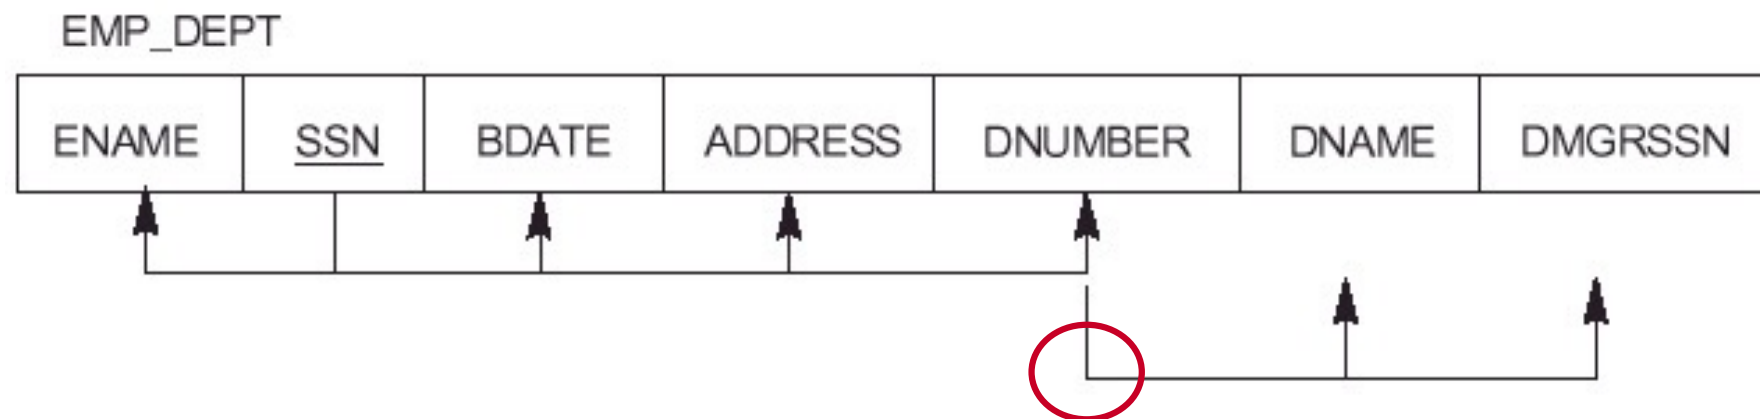 EMP_DEPT
ENAME SSN BDATE ADDRESS DNUMBER DNAME DMGRSSN